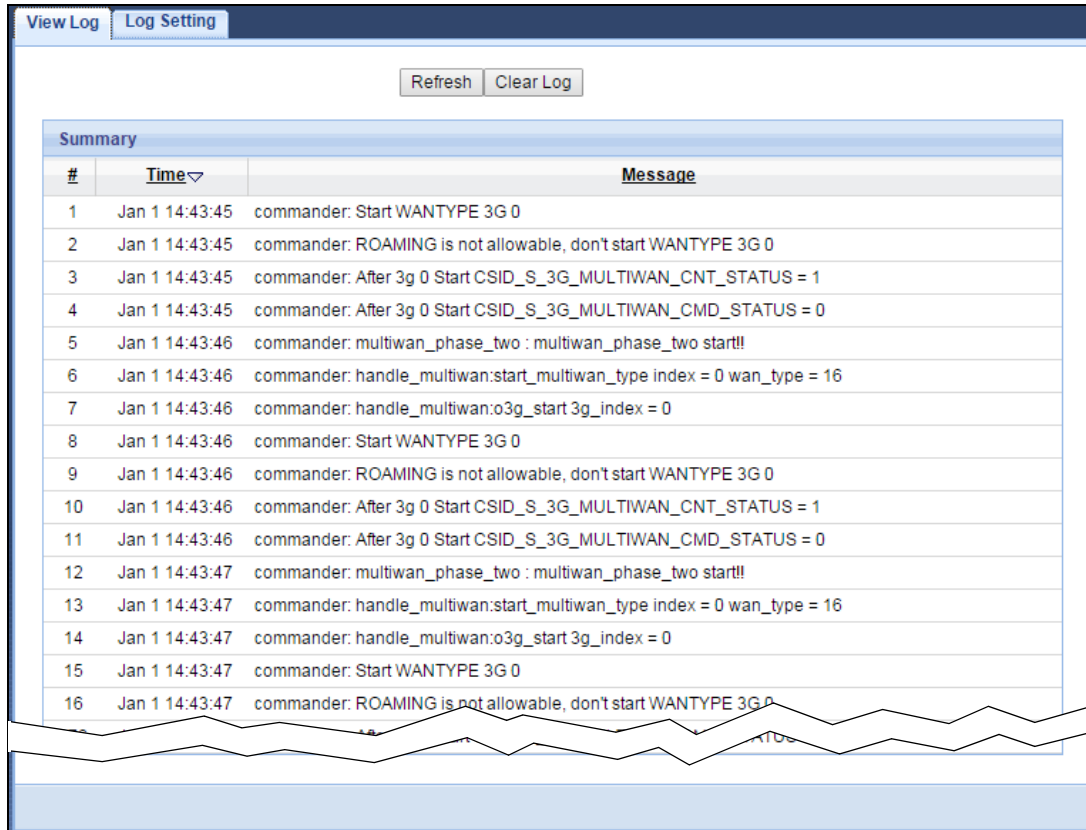 View Log Log Setting
Refresh Clear Log
Summary
# Time Message
1 Jan 1 14:43:45 commander: Start WANTYPE 3G 0
2 Jan 1 14:43:45 commander: ROAMING is not allowable, don't start WANTYPE 3G 0
3 Jan 1 14:43:45 commander: After 3g 0 Start CSID_S_3G_MULTIWAN_CNT_STATUS = 1
4 Jan 1 14:43:45 commander: After 3g 0 Start CSID_S_3G_MULTIWAN_CMD_STATUS = 0
5 Jan 1 14:43:46 commander: multiwan_phase_two : multiwan_phase_two start!!
6 Jan 1 14:43:46 commander: handle_multiwan:start_multiwan_type index = 0 wan_type = 16
7 Jan 1 14:43:46 commander: handle_multiwan:o3g_start 3g_index = 0
8 Jan 1 14:43:46 commander: Start WANTYPE 3G 0
9 Jan 1 14:43:46 commander: ROAMING is not allowable, don't start WANTYPE 3G 0
10 Jan 1 14:43:46 commander: After 3g 0 Start CSID_S_3G_MULTIWAN_CNT_STATUS = 1
11 Jan 1 14:43:46 commander: After 3g 0 Start CSID_S_3G_MULTIWAN_CMD_STATUS = 0
12 Jan 1 14:43:47 commander: multiwan_phase_two : multiwan_phase_two start!!
13 Jan 1 14:43:47 commander: handle_multiwan:start_multiwan_type index = 0 wan_type = 16
14 Jan 1 14:43:47 commander: handle_multiwan:o3g_start 3g_index = 0
15 Jan 1 14:43:47 commander: Start WANTYPE 3G 0
16 Jan 1 14:43:47 commander: ROAMING is not allowable, don't start WANTYPE 3G 0